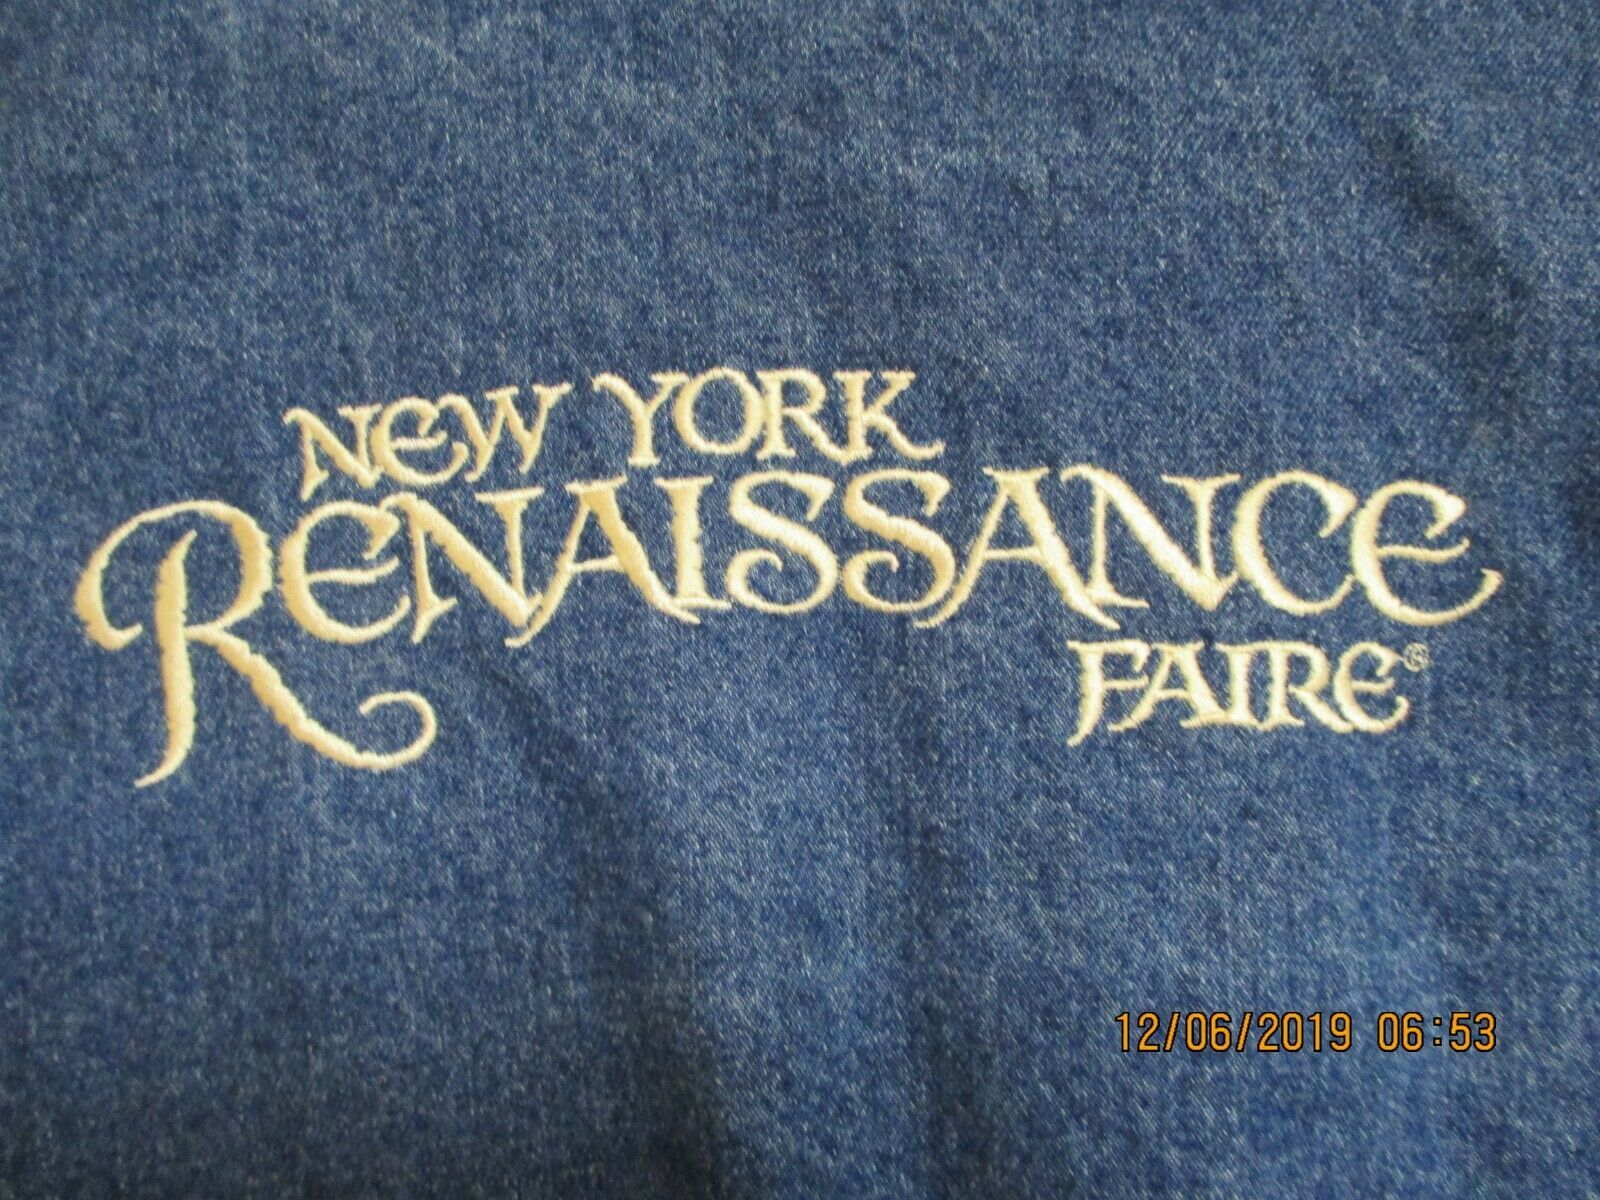 NEW YORK
RENAISSANCE
FAIRE®
12/06/2019 06:53